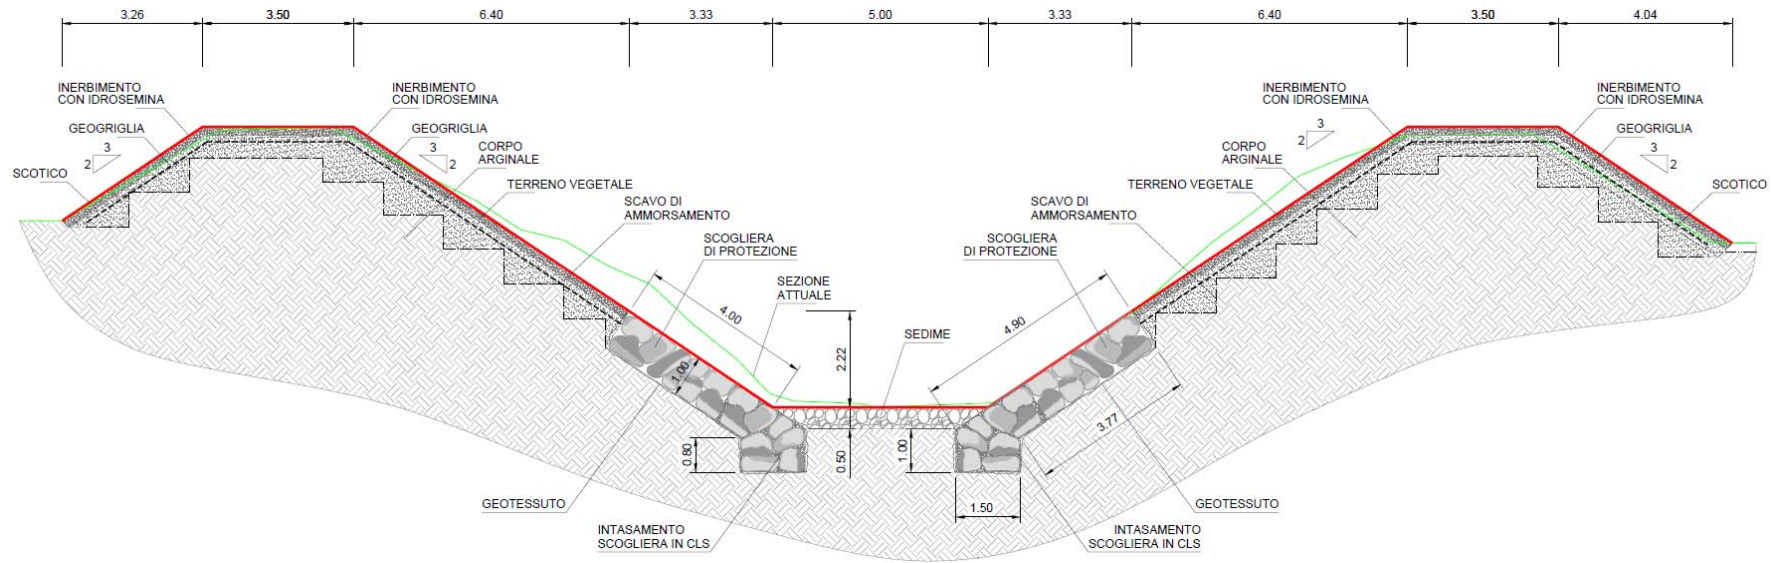 3.26
3.50
6.40
3.33
5.00
3.33
6.40
3.50
4.04
INERBIMENTO
CON IDROSEMINA
INERBIMENTO
CON IDROSEMINA
INERBIMENTO
CON IDROSEMINA
INERBIMENTO
CON IDROSEMINA
GEOGRIGLIA
GEOGRIGLIA
GEOGRIGLIA
3
2
3
2
3
2
3
2
SCOTICO
CORPO
ARGINALE
CORPO
ARGINALE
TERRENO VEGETALE
TERRENO VEGETALE
SCOTICO
SCAVO DI
AMMORSAMENTO
SCAVO DI
AMMORSAMENTO
SCOGLIERA
DI PROTEZIONE
SCOGLIERA
DI PROTEZIONE
SEZIONE
ATTUALE
4.00
4.90
SEDIME
2.22
1.00
3.77
0.80
0.50
1.00
1.50
GEOTESSUTO
GEOTESSUTO
INTASAMENTO
SCOGLIERA IN CLS
INTASAMENTO
SCOGLIERA IN CLS